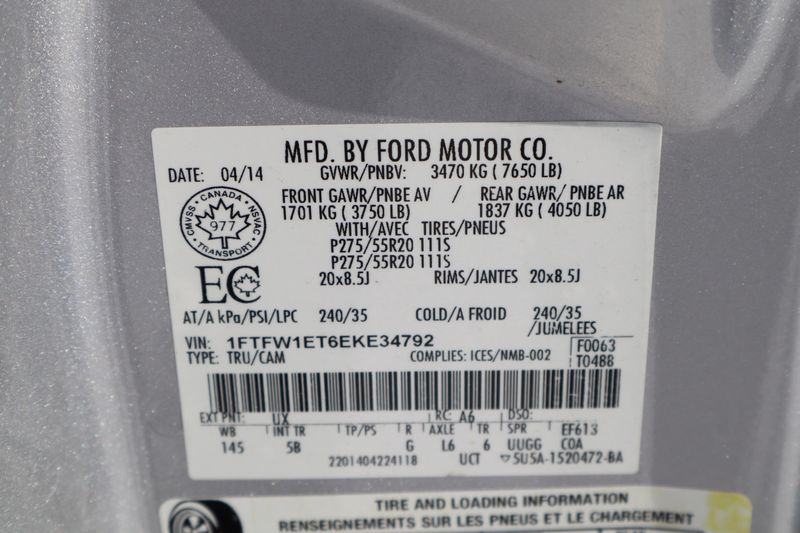 MFD. BY FORD MOTOR CO.
DATE: 04/14 GVWR/PNBV: 3470 KG ( 7650 LB)
FRONT GAWR/PNBE AV / REAR GAWR/ PNBE AR
1701 KG ( 3750 LB) 1837 KG ( 4050 LB)
WITH/AVEC TIRES/PNEUS
P275/55R20 111S
P275/55R20 111S
20x8.5J RIMS/JANTES 20x8.5J
CANADA
CMVSS 977 NSVAC
TRANSPORT
EC
AT/A kPa/PSI/LPC 240/35 COLD/A FROID 240/35
/JUMELEES
VIN: 1FTFW1ET6EKE34792 F0063
TYPE: TRU/CAM COMPLIES: ICES/NMB-002 T0488
EXT PNT: UX RC: A6 DSO:
WB INT TR TP/PS R AXLE TR SPR EF613
145 5B G L6 6 UUGG COA
2201404224118 UCT ▽5U5A-1520472-BA
TIRE AND LOADING INFORMATION
RENSEIGNEMENTS SUR LES PNEUS ET LE CHARGEMENT